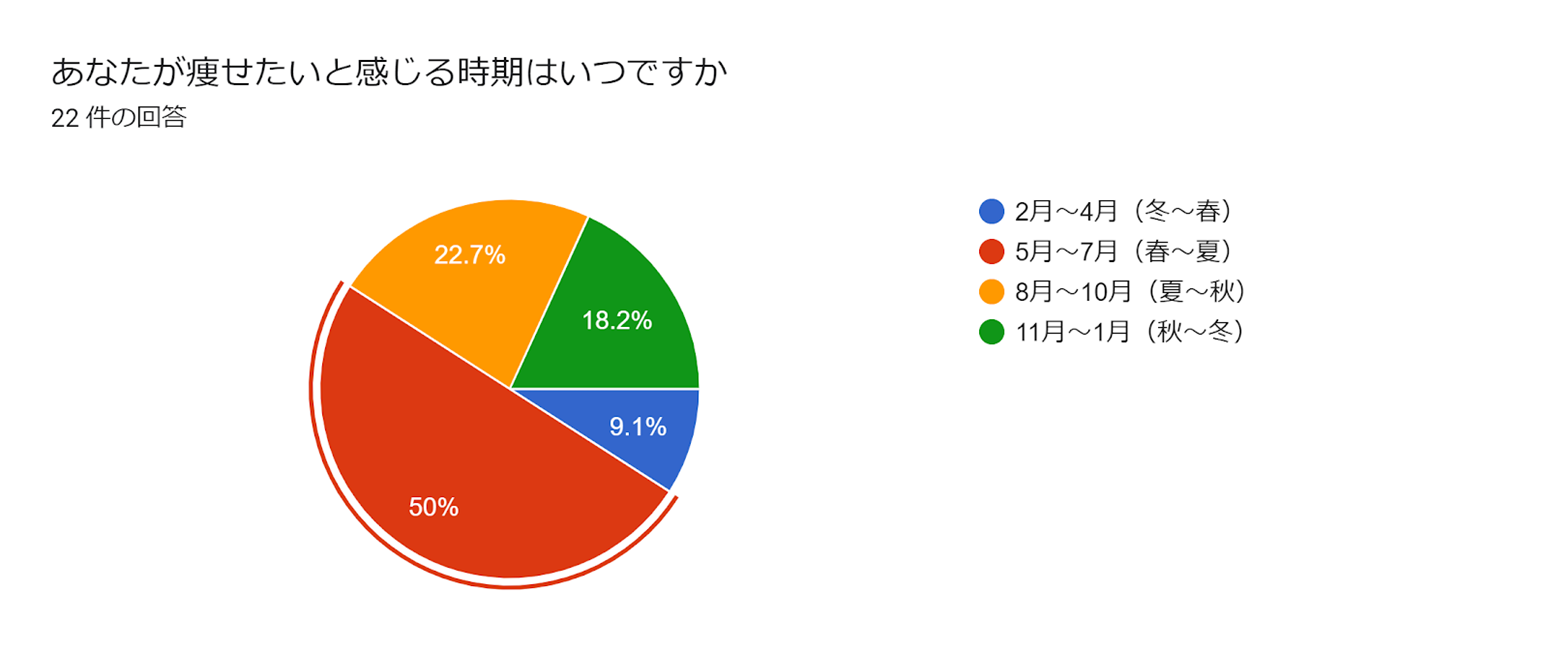 あなたが痩せたいと感じる時期はいつですか
22 件の回答
22.7%
18.2%
9.1%
50%
2月～4月（冬～春）
5月～7月（春～夏）
8月～10月（夏～秋）
11月～1月（秋～冬）